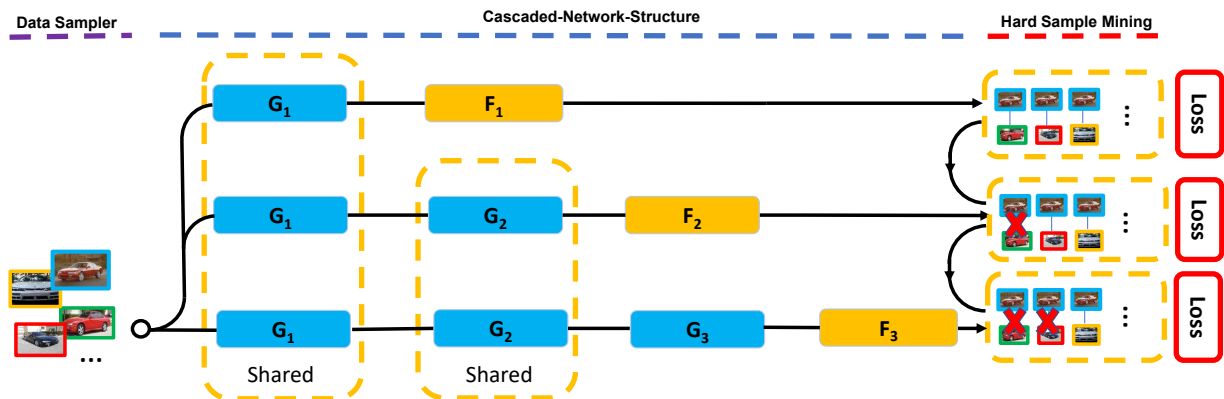 Data Sampler
Cascaded-Network-Structure
Hard Sample Mining
G1
F1
...
Loss
G1
G2
F2
...
Loss
G1
G2
G3
F3
...
Loss
Shared
Shared
...